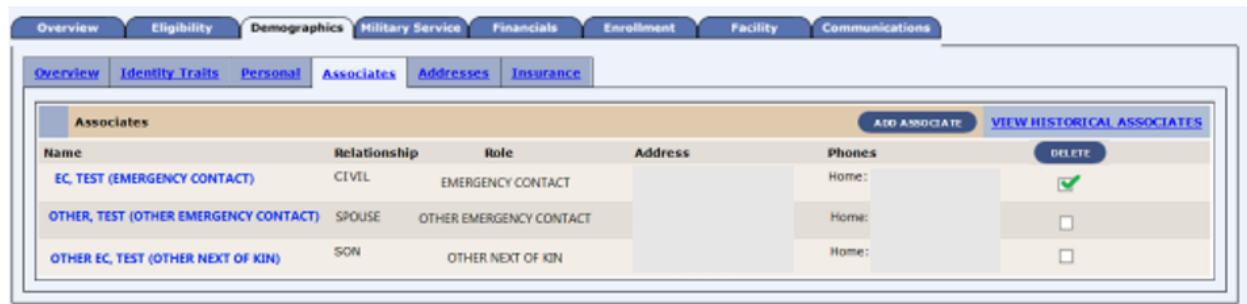 Overview Eligibility Demographics Military Service Financials Enrollment Facility Communications
Overview Identity Traits Personal Associates Addresses Insurance
Associates ADD ASSOCIATE VIEW HISTORICAL ASSOCIATES
Name Relationship Role Address Phones DELETE
EC, TEST (EMERGENCY CONTACT) CIVIL EMERGENCY CONTACT Home:
OTHER, TEST (OTHER EMERGENCY CONTACT) SPOUSE OTHER EMERGENCY CONTACT Home:
OTHER EC, TEST (OTHER NEXT OF KIN) SON OTHER NEXT OF KIN Home: